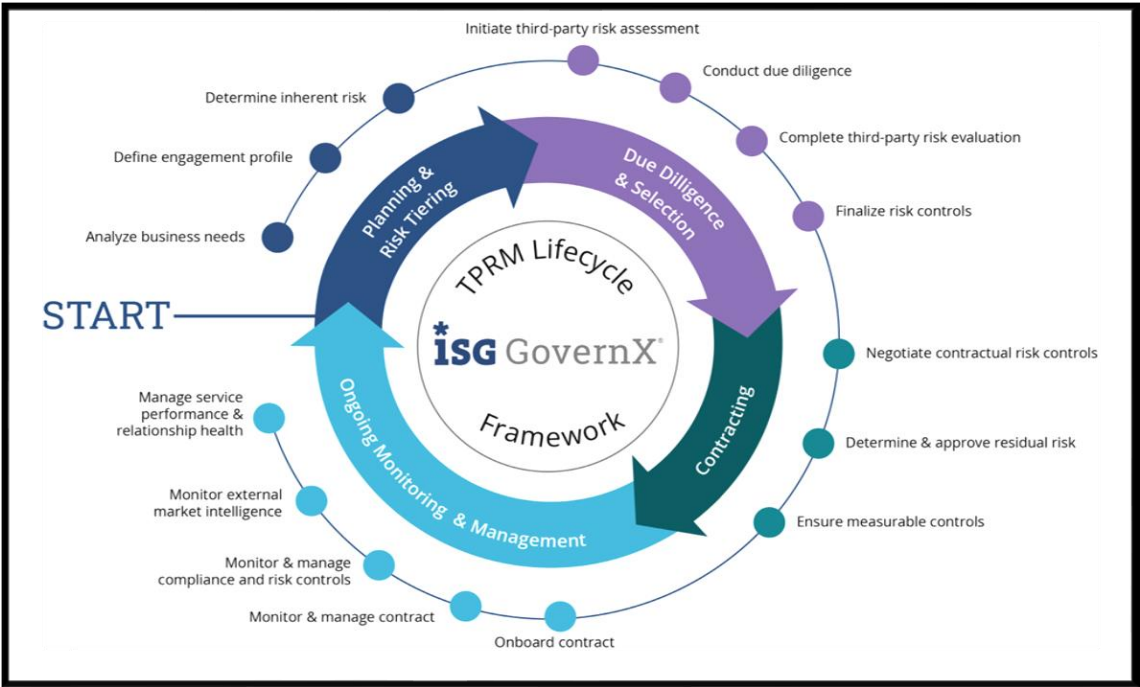 Initiate third-party risk assessment
Conduct due diligence
Determine inherent risk
Complete third-party risk evaluation
Define engagement profile
Planning &
Risk Tiering
Due Dilligence
& Selection
Finalize risk controls
Analyze business needs
TPRM Lifecycle
START
*iSG GovernX®
Negotiate contractual risk controls
Framework
Contracting
Ongoing Monitoring & Management
Manage service
performance &
relationship health
Determine & approve residual risk
Monitor external
market intelligence
Ensure measurable controls
Monitor & manage
compliance and risk controls
Monitor & manage contract
Onboard contract